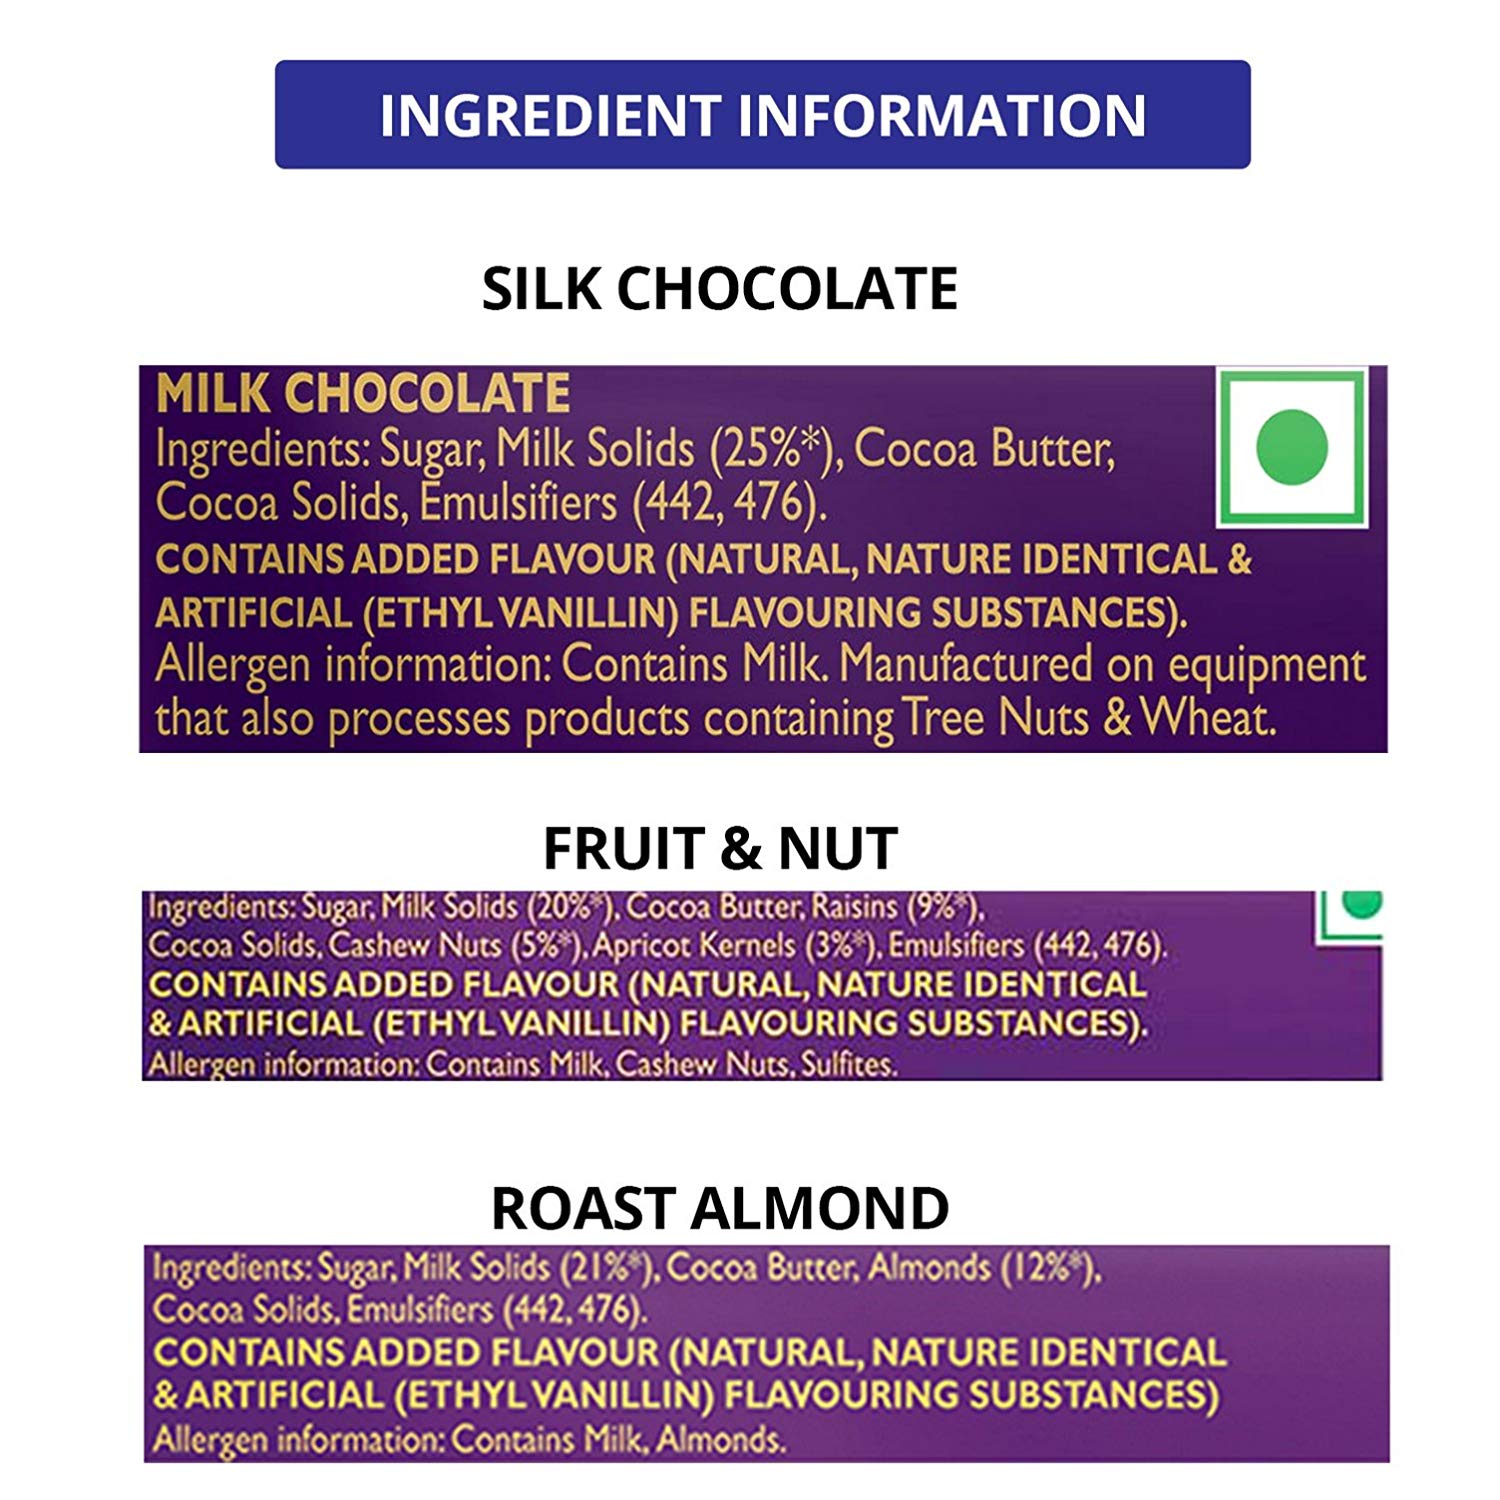 INGREDIENT INFORMATION
SILK CHOCOLATE
MILK CHOCOLATE
Ingredients: Sugar, Milk Solids (25%*), Cocoa Butter,
Cocoa Solids, Emulsifiers (442, 476).
CONTAINS ADDED FLAVOUR (NATURAL, NATURE IDENTICAL &
ARTIFICIAL (ETHYL VANILLIN) FLAVOURING SUBSTANCES).
Allergen information: Contains Milk. Manufactured on equipment
that also processes products containing Tree Nuts & Wheat.
FRUIT & NUT
Ingredients: Sugar, Milk Solids (20%*), Cocoa Butter, Raisins (9%*),
Cocoa Solids, Cashew Nuts (5%*), Apricot Kernels (3%*), Emulsifiers (442, 476).
CONTAINS ADDED FLAVOUR (NATURAL, NATURE IDENTICAL
& ARTIFICIAL (ETHYL VANILLIN) FLAVOURING SUBSTANCES).
Allergen information: Contains Milk, Cashew Nuts, Sulfites.
ROAST ALMOND
Ingredients: Sugar, Milk Solids (21%*), Cocoa Butter, Almonds (12%*),
Cocoa Solids, Emulsifiers (442, 476).
CONTAINS ADDED FLAVOUR (NATURAL, NATURE IDENTICAL
& ARTIFICIAL (ETHYL VANILLIN) FLAVOURING SUBSTANCES)
Allergen information: Contains Milk, Almonds.